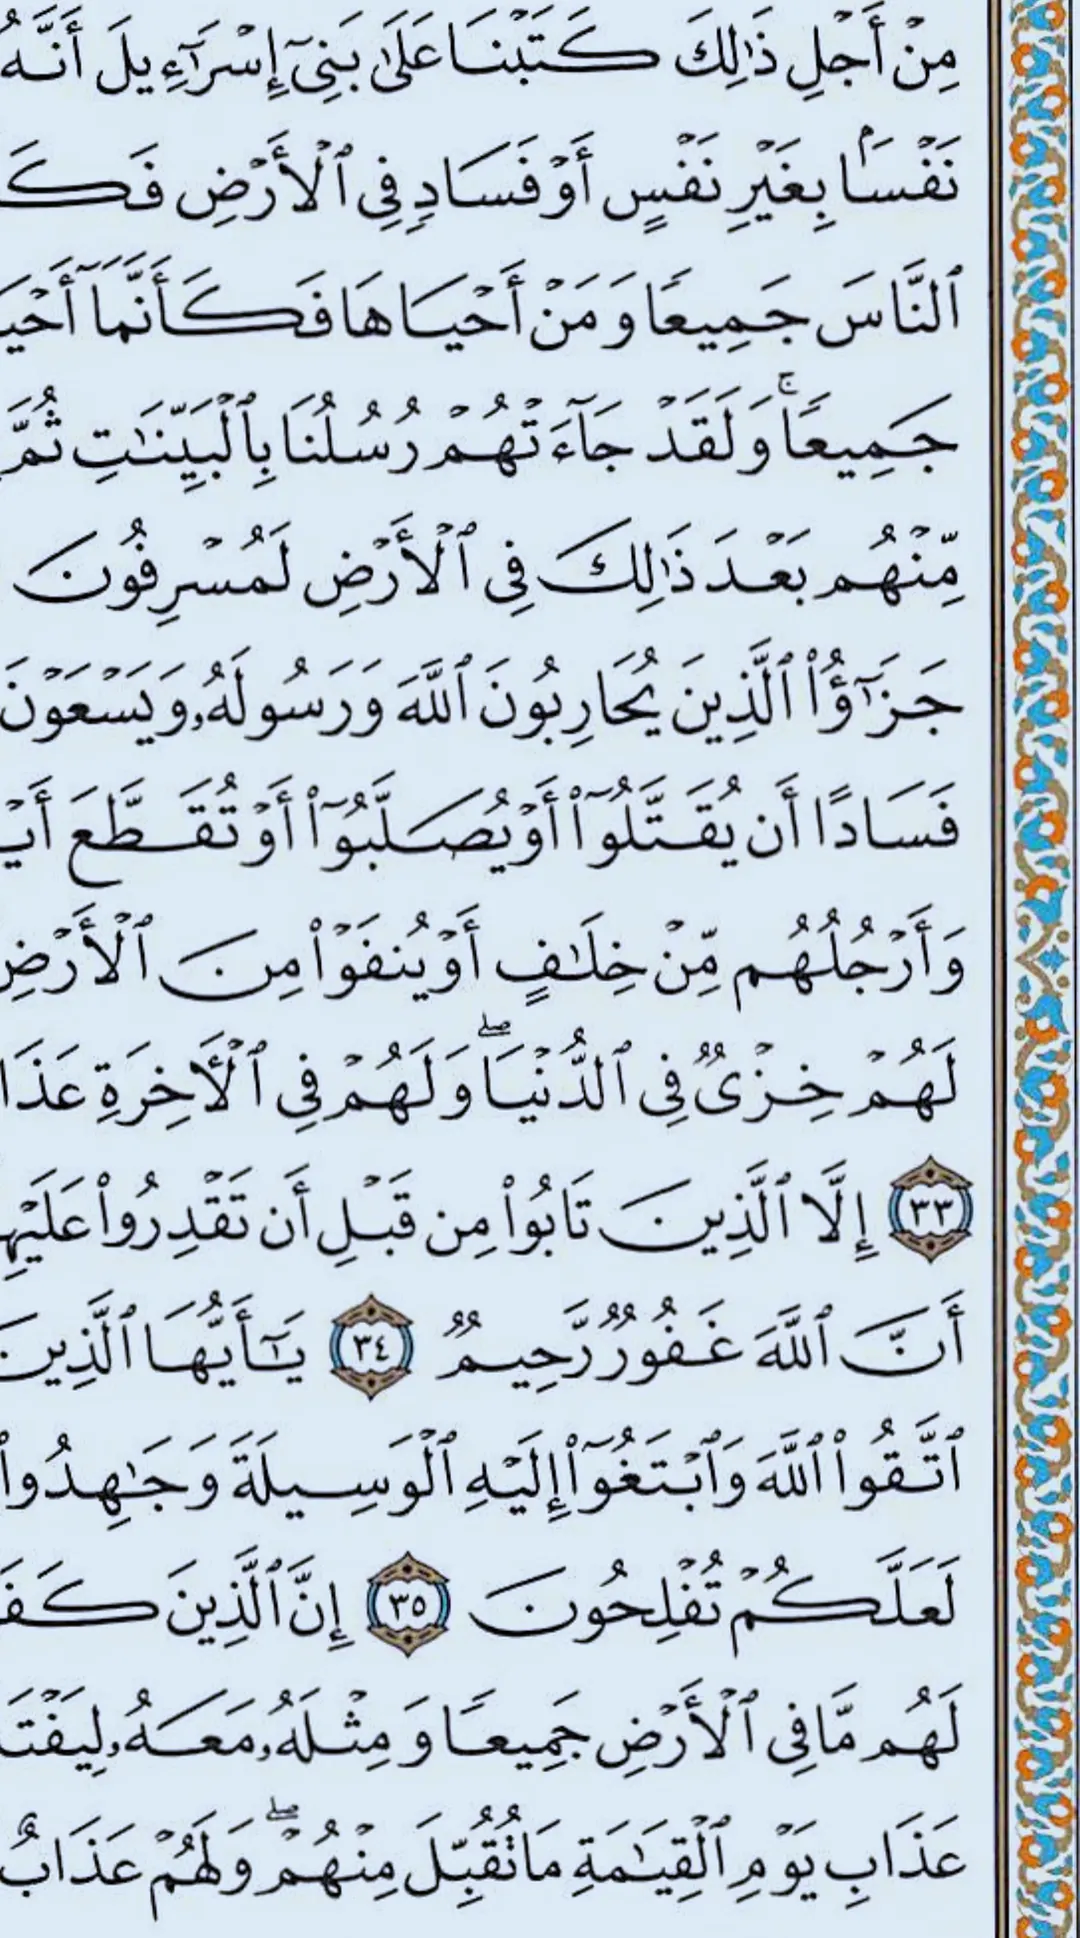 مِنْ أَجْلِ ذَٰلِكَ كَتَبْنَا عَلَىٰ بَنِىٓ إِسْرَٰٓءِيلَ أَنَّهُۥ
نَفْسًۢا بِغَيْرِ نَفْسٍ أَوْ فَسَادٍ فِى ٱلْأَرْضِ
ٱلنَّاسَ جَمِيعًا وَمَنْ أَحْيَاهَا فَكَأَنَّمَآ
جَمِيعًا ۚ وَلَقَدْ جَآءَتْهُمْ رُسُلُنَا بِٱلْبَيِّنَٰتِ ثُمَّ
مِّنْهُم بَعْدَ ذَٰلِكَ فِى ٱلْأَرْضِ لَمُسْرِفُونَ
جَزَٰٓؤُا۟ ٱلَّذِينَ يُحَارِبُونَ ٱللَّهَ وَرَسُولَهُۥ وَيَسْعَوْنَ
فَسَادًا أَن يُقَتَّلُوٓا۟ أَوْ يُصَلَّبُوٓا۟ أَوْ تُقَطَّعَ
وَأَرْجُلُهُم مِّنْ خِلَٰفٍ أَوْ يُنفَوْا۟ مِنَ ٱلْأَرْضِ
لَهُمْ خِزْىٌ فِى ٱلدُّنْيَا ۖ وَلَهُمْ فِى ٱلْأَخِرَةِ
٣٣ إِلَّا ٱلَّذِينَ تَابُوا۟ مِن قَبْلِ أَن تَقْدِرُوا۟
أَنَّ ٱللَّهَ غَفُورٌ رَّحِيمٌ ٣٤ يَٰٓأَيُّهَا ٱلَّذِينَ
ٱتَّقُوا۟ ٱللَّهَ وَٱبْتَغُوٓا۟ إِلَيْهِ ٱلْوَسِيلَةَ وَجَٰهِدُوا۟
لَعَلَّكُمْ تُفْلِحُونَ ٣٥ إِنَّ ٱلَّذِينَ
لَهُم مَّا فِى ٱلْأَرْضِ جَمِيعًا وَمِثْلَهُۥ مَعَهُۥ
عَذَابِ يَوْمِ ٱلْقِيَٰمَةِ مَا تُقُبِّلَ مِنْهُمْ ۖ وَلَهُمْ عَذَابٌ